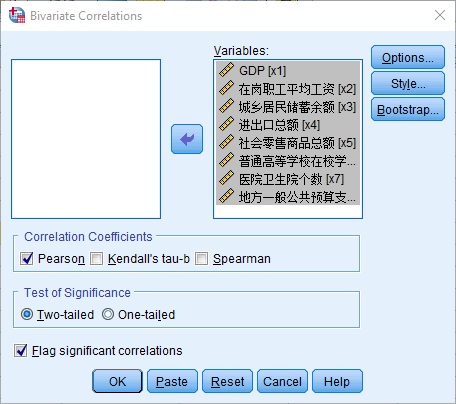 Bivariate Correlations
Variables:
GDP [x1]
在岗职工平均工资 [x2]
城乡居民储蓄余额 [x3]
进出口总额 [x4]
社会零售商品总额 [x5]
普通高等学校在校学...
医院卫生院个数 [x7]
地方一般公共预算支...
Options...
Style...
Bootstrap...
Correlation Coefficients
Pearson Kendall's tau-b Spearman
Test of Significance
Two-tailed One-tailed
Flag significant correlations
OK Paste Reset Cancel Help